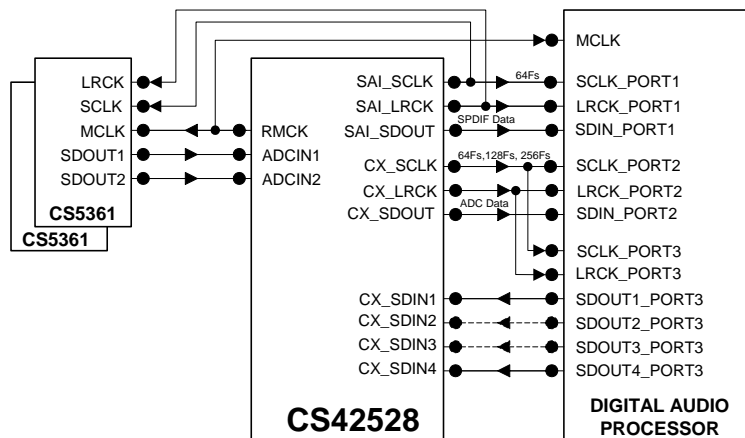 MCLK
LRCK
SAI_SCLK
64Fs
SCLK_PORT1
SCLK
SAI_LRCK
LRCK_PORT1
MCLK
RMCK
SAI_SDOUT
SPDIF Data
SDIN_PORT1
SDOUT1
ADCIN1
CX_SCLK
64Fs,128Fs, 256Fs
SCLK_PORT2
SDOUT2
ADCIN2
CX_LRCK
LRCK_PORT2
CX_SDOUT
ADC Data
SDIN_PORT2
CS5361
CS5361
SCLK_PORT3
LRCK_PORT3
CX_SDIN1
SDOUT1_PORT3
CX_SDIN2
SDOUT2_PORT3
CX_SDIN3
SDOUT3_PORT3
CX_SDIN4
SDOUT4_PORT3
CS42528
DIGITAL AUDIO
PROCESSOR